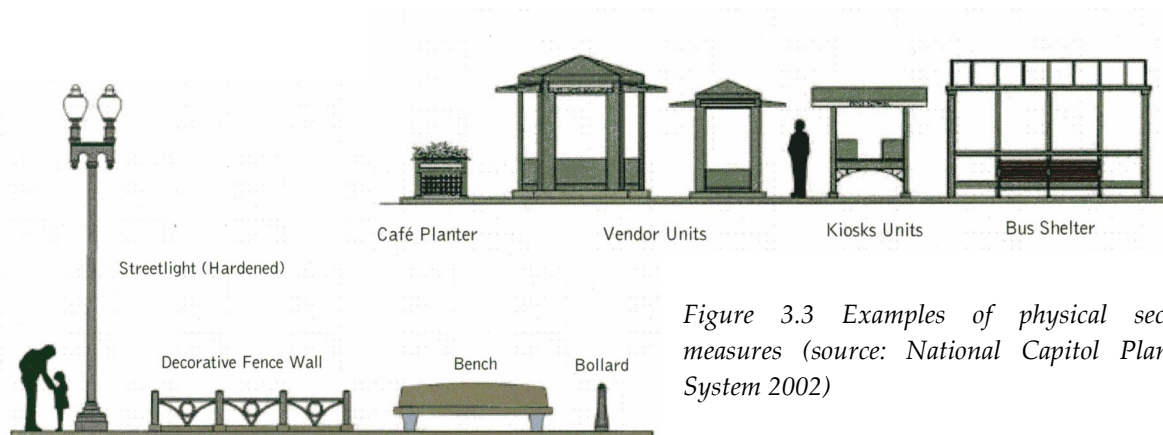 Café Planter
Vendor Units
Kiosks Units
Bus Shelter
Streetlight (Hardened)
Decorative Fence Wall
Bench
Bollard
Figure 3.3 Examples of physical sec
measures (source: National Capitol Plan
System 2002)